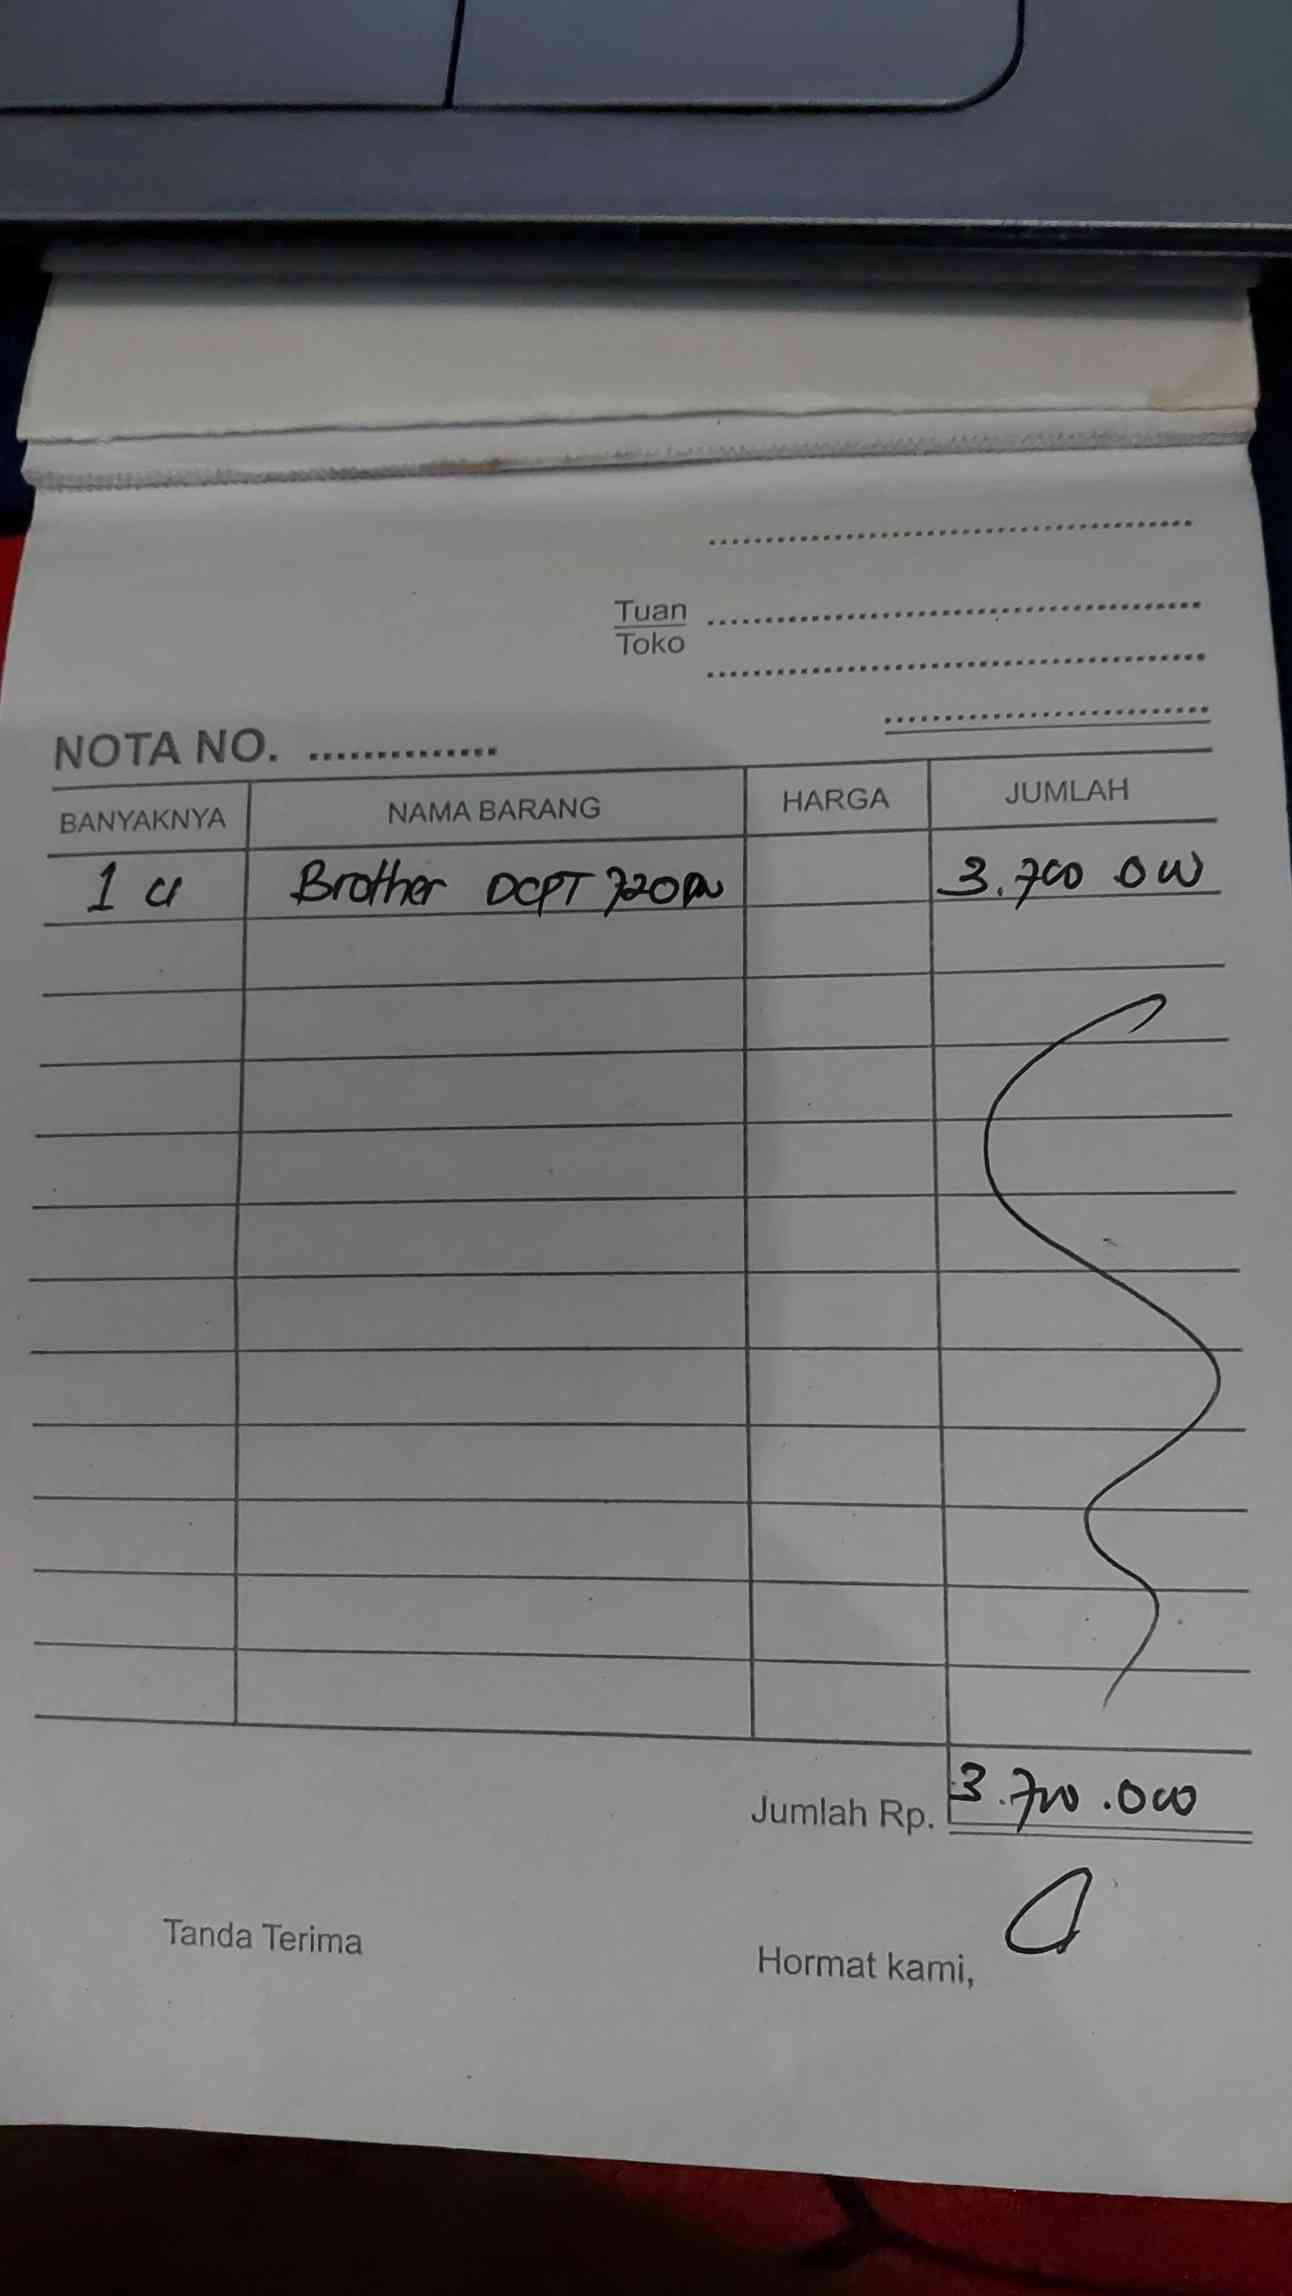 Tuan
Toko
NOTA NO. ..............
BANYAKNYA NAMA BARANG HARGA JUMLAH
1 Brother DCPT 720DW 3.700 000
Jumlah Rp. 3.700.000
Tanda Terima Hormat kami,